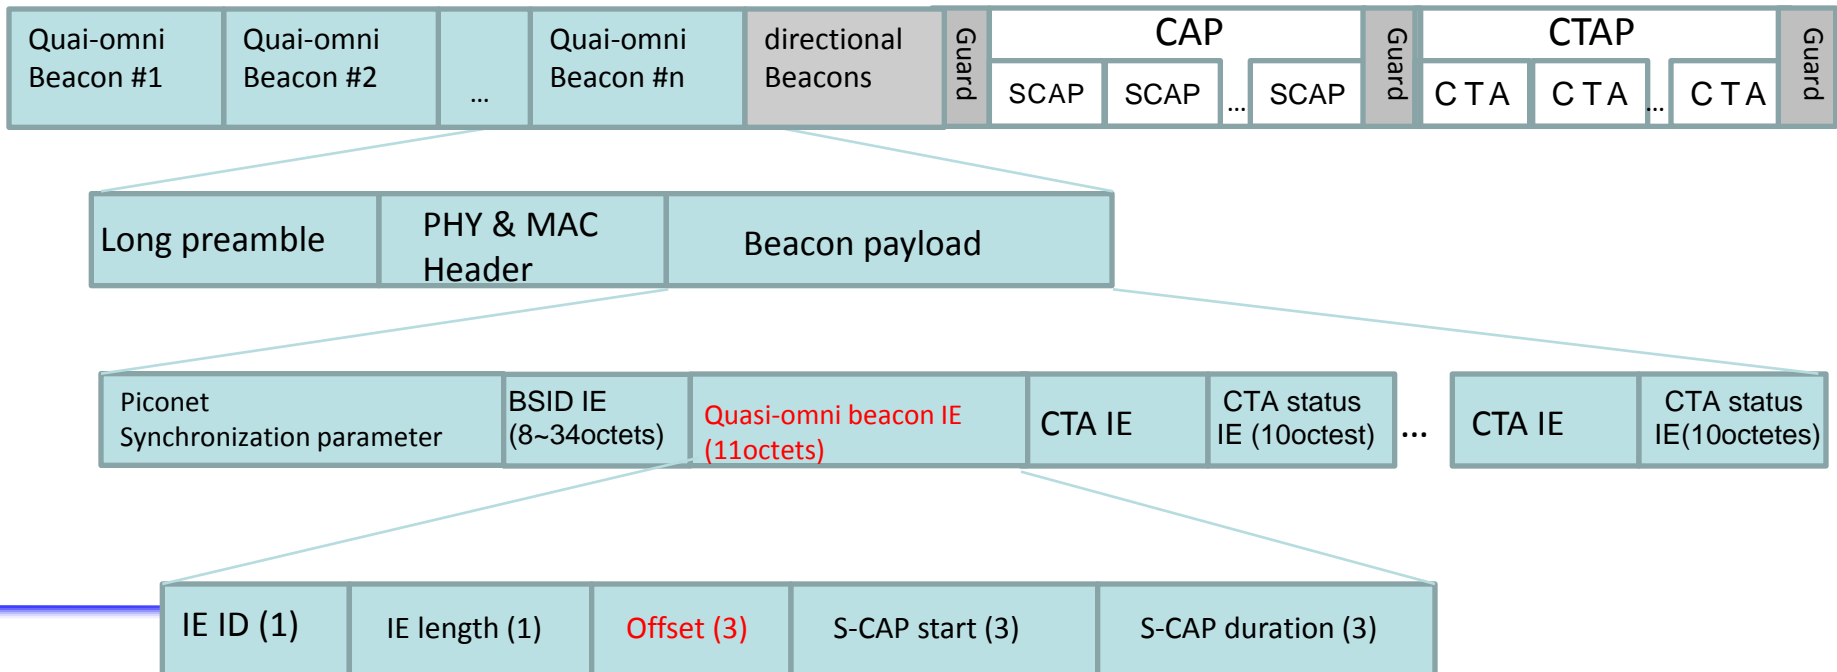 Quai-omni
Beacon #1
Quai-omni
Beacon #2
...
Quai-omni
Beacon #n
directional
Beacons
Guard
CAP
SCAP
SCAP
...
SCAP
Guard
CTAP
C T A
C T A
...
C T A
Guard
Long preamble
PHY & MAC
Header
Beacon payload
Piconet
Synchronization parameter
BSID IE
(8~34octets)
Quasi-omni beacon IE
(11octets)
CTA IE
CTA status
IE (10octest)
...
CTA IE
CTA status
IE(10octetes)
IE ID (1)
IE length (1)
Offset (3)
S-CAP start (3)
S-CAP duration (3)